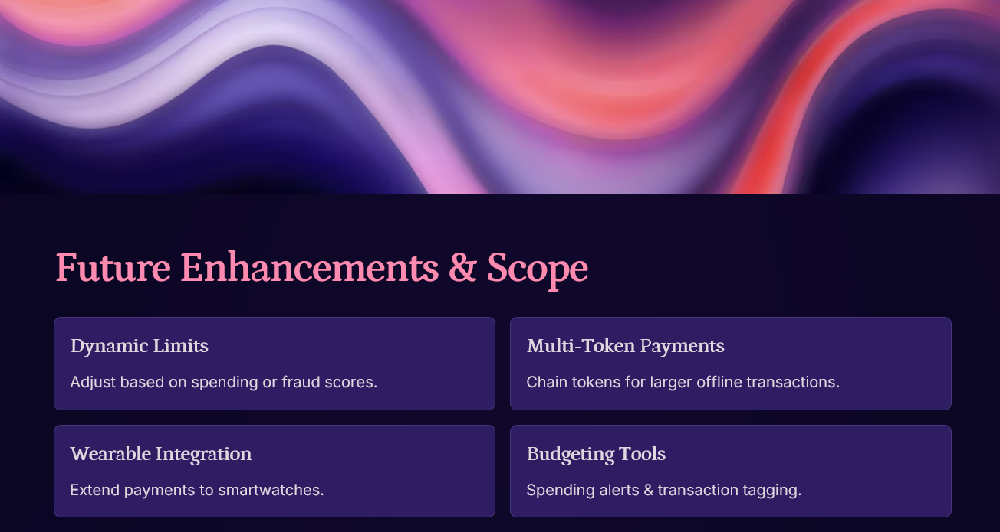 Future Enhancements & Scope
Dynamic Limits
Adjust based on spending or fraud scores.
Multi-Token Payments
Chain tokens for larger offline transactions.
Wearable Integration
Extend payments to smartwatches.
Budgeting Tools
Spending alerts & transaction tagging.